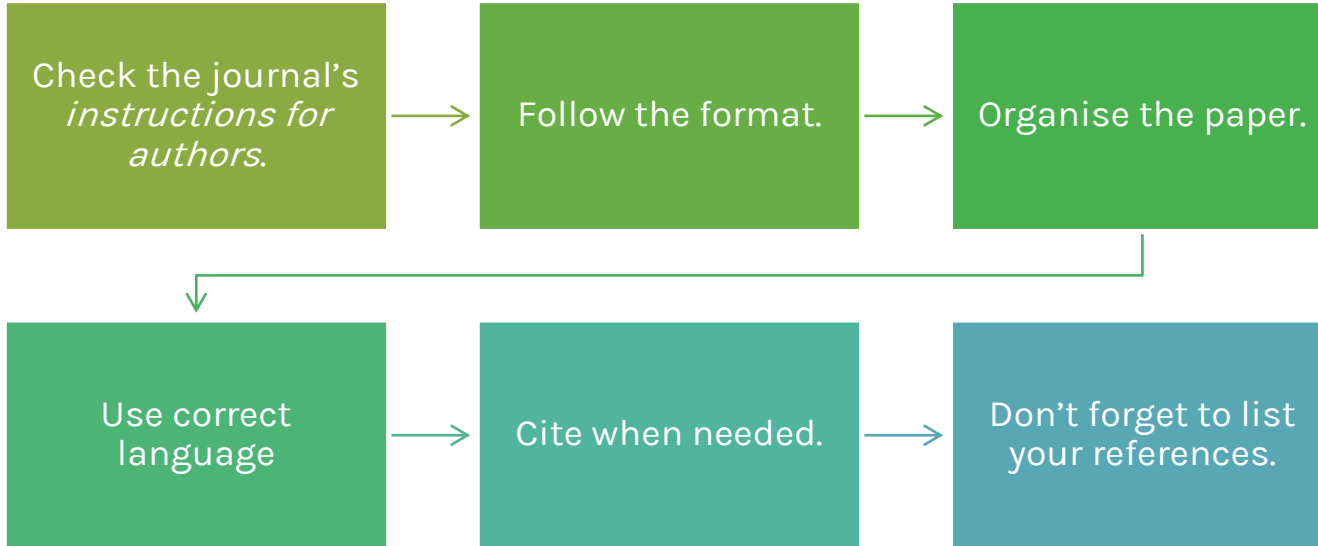 Check the journal’s
instructions for
authors.
Follow the format.
Organise the paper.
Use correct
language
Cite when needed.
Don’t forget to list
your references.